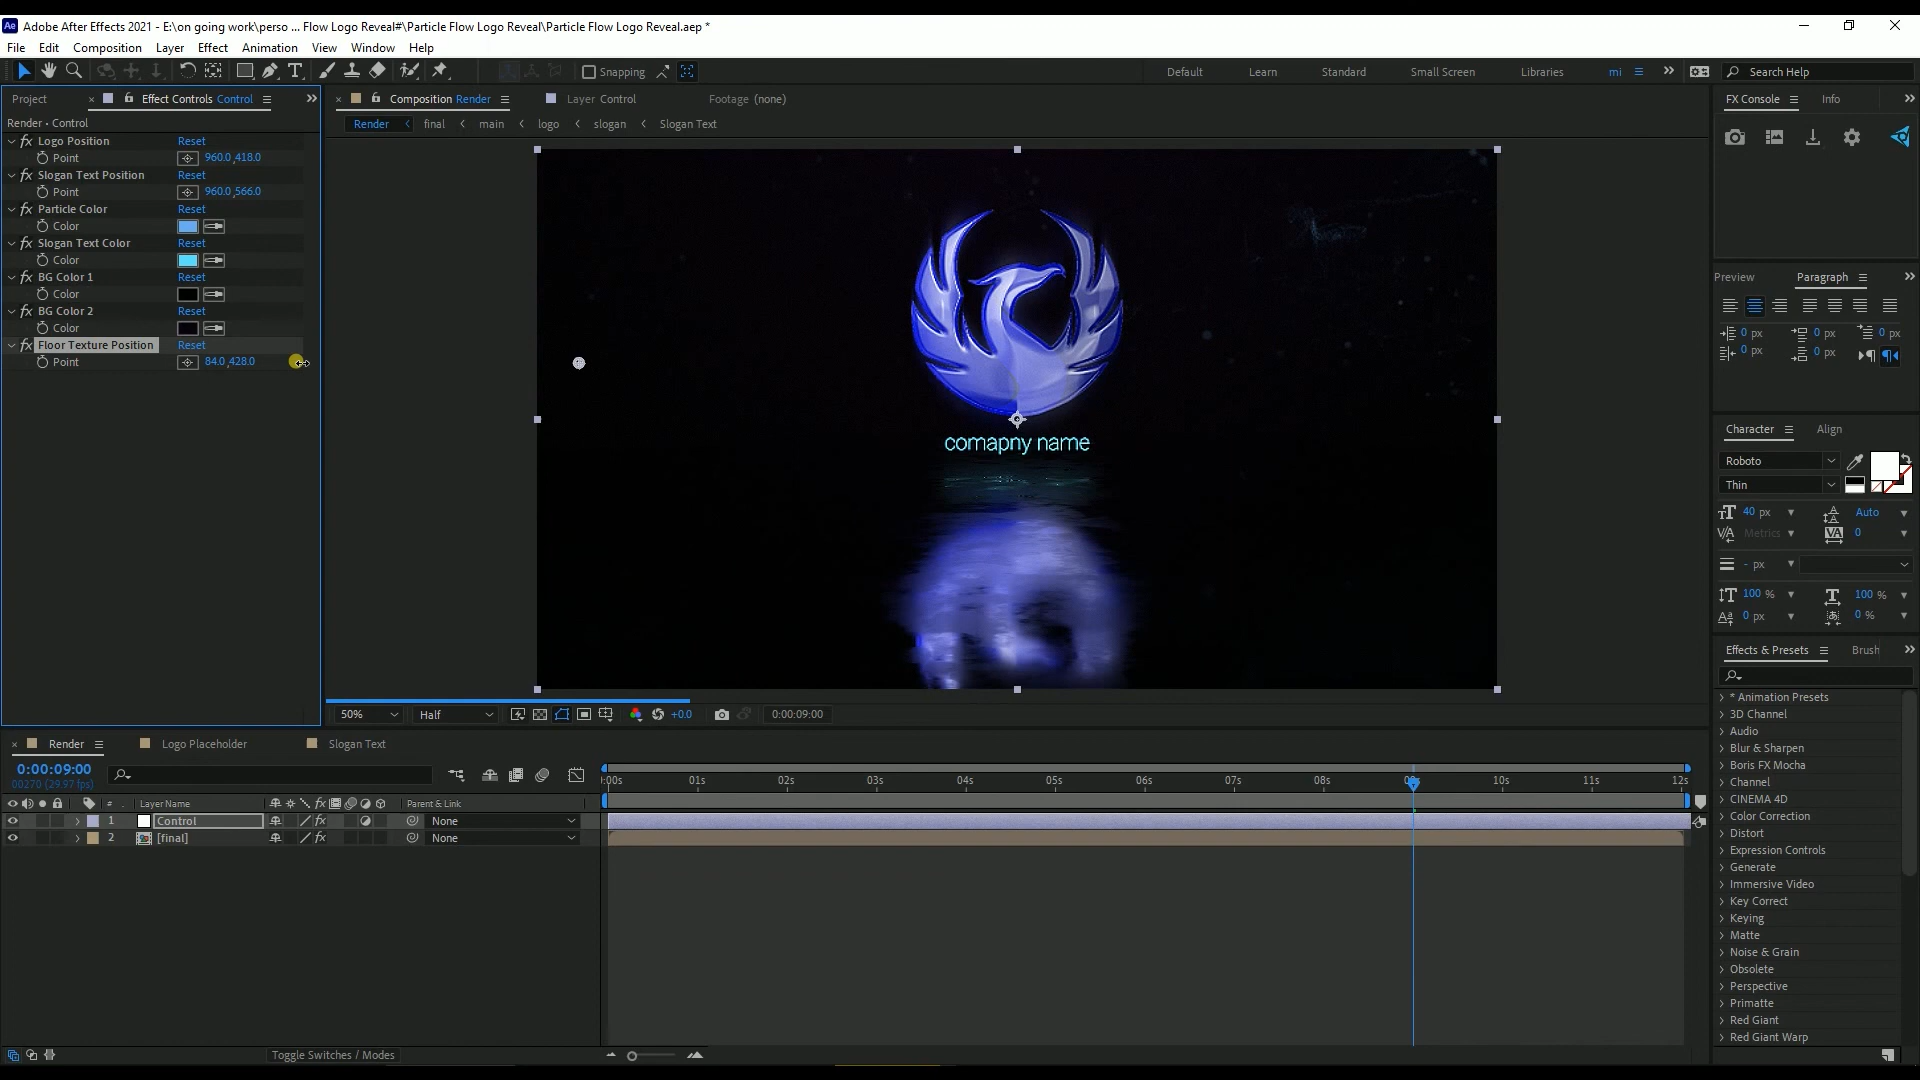 Adobe After Effects 2021 - E:\on going work\perso ... Flow Logo Reveal#\Particle Flow Logo Reveal\Particle Flow Logo Reveal.aep *
File Edit Composition Layer Effect Animation View Window Help
Snapping
Default Learn Standard Small Screen Libraries mi Search Help
Project Effect Controls Control
Render • Control
Logo Position Reset
Point 960.0,418.0
Slogan Text Position Reset
Point 960.0,566.0
Particle Color Reset
Color
Slogan Text Color Reset
Color
BG Color 1 Reset
Color
BG Color 2 Reset
Color
Floor Texture Position Reset
Point 84.0,428.0
Composition Render Layer Control Footage (none)
Render final main logo slogan Slogan Text
comapny name
50% Half +0.0 0:00:09:00
FX Console Info
Preview Paragraph
0 px 0 px 0 px
0 px 0 px
Character Align
Roboto
Thin
40 px Auto
Metrics 0
- px
100 % 100 %
0 px 0 %
Effects & Presets Brush
* Animation Presets
3D Channel
Audio
Blur & Sharpen
Boris FX Mocha
Channel
CINEMA 4D
Color Correction
Distort
Expression Controls
Generate
Immersive Video
Key Correct
Keying
Matte
Noise & Grain
Obsolete
Perspective
Primatte
Red Giant
Red Giant Warp
Render Logo Placeholder Slogan Text
0:00:09:00
00270 (29.97 fps)
:00s 01s 02s 03s 04s 05s 06s 07s 08s 10s 11s 12s
# Layer Name Parent & Link
1 Control None
2 [final] None
Toggle Switches / Modes